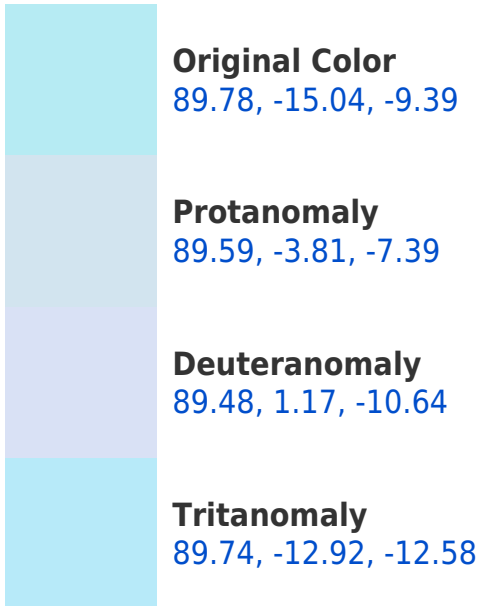 Original Color
89.78, -15.04, -9.39
Protanomaly
89.59, -3.81, -7.39
Deuteranomaly
89.48, 1.17, -10.64
Tritanomaly
89.74, -12.92, -12.58